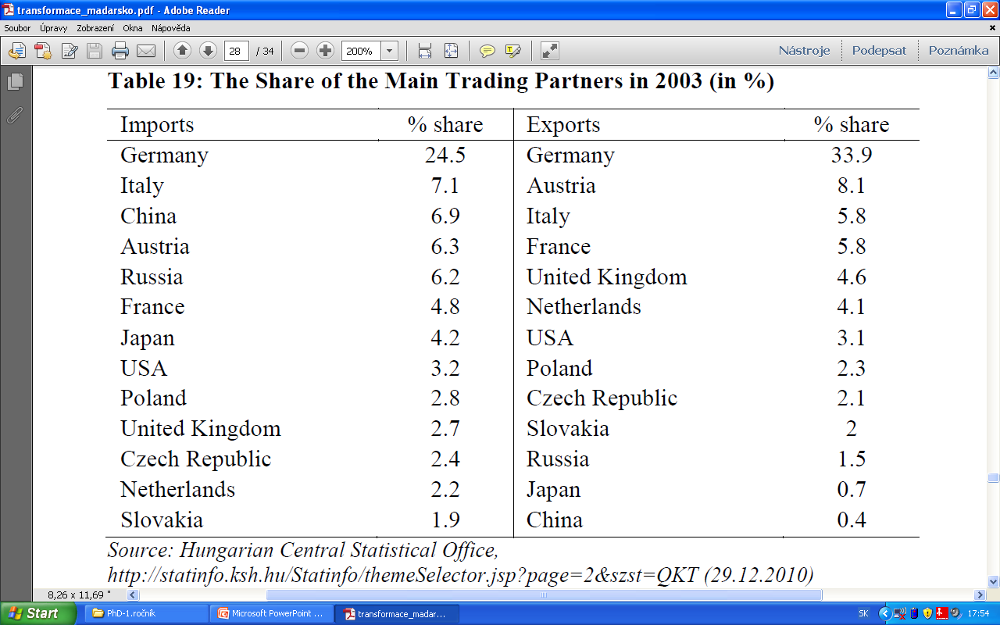 transformace_madarsko.pdf - Adobe Reader
Soubor Úpravy Zobrazení Okna Nápověda
28 / 34 200% Nástroje Podepsat Poznámka
Table 19: The Share of the Main Trading Partners in 2003 (in %)
Imports % share Exports % share
Germany 24.5 Germany 33.9
Italy 7.1 Austria 8.1
China 6.9 Italy 5.8
Austria 6.3 France 5.8
Russia 6.2 United Kingdom 4.6
France 4.8 Netherlands 4.1
Japan 4.2 USA 3.1
USA 3.2 Poland 2.3
Poland 2.8 Czech Republic 2.1
United Kingdom 2.7 Slovakia 2
Czech Republic 2.4 Russia 1.5
Netherlands 2.2 Japan 0.7
Slovakia 1.9 China 0.4
Source: Hungarian Central Statistical Office,
http://statinfo.ksh.hu/Statinfo/themeSelector.jsp?page=2&szst=QKT (29.12.2010)
8,26 x 11,69 "
Start PhD-1.ročník Microsoft PowerPoint ... transformace_madar... SK 17:54